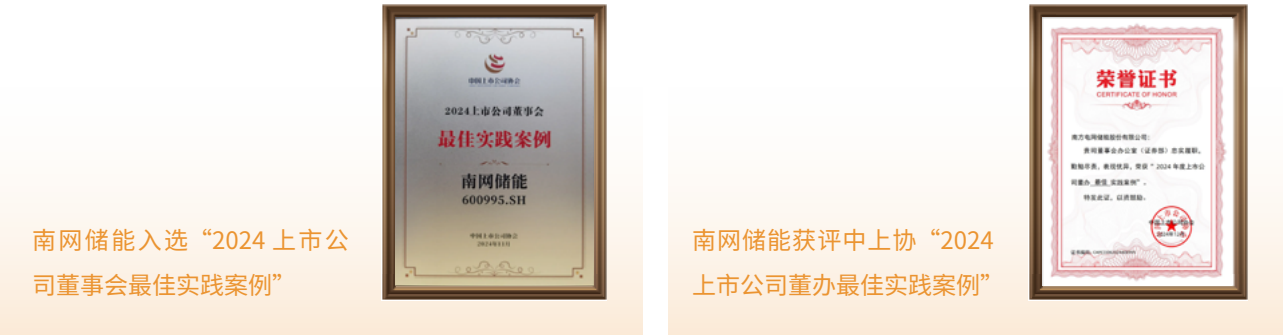 南网储能入选“2024 上市公
司董事会最佳实践案例”
中国上市公司协会
2024上市公司董事会
最佳实践案例
南网储能
600995.SH
中国上市公司协会
2024年11月
南网储能获评中上协“2024
上市公司董办最佳实践案例”
荣誉证书
CERTIFICATE OF HONOR
南方电网储能股份有限公司：
贵司董事会办公室（证券部）忠实履职、
勤勉尽责，表现优异，荣获“2024 年度上市公
司董办 最佳 实践案例”。
特发此证，以资鼓励。